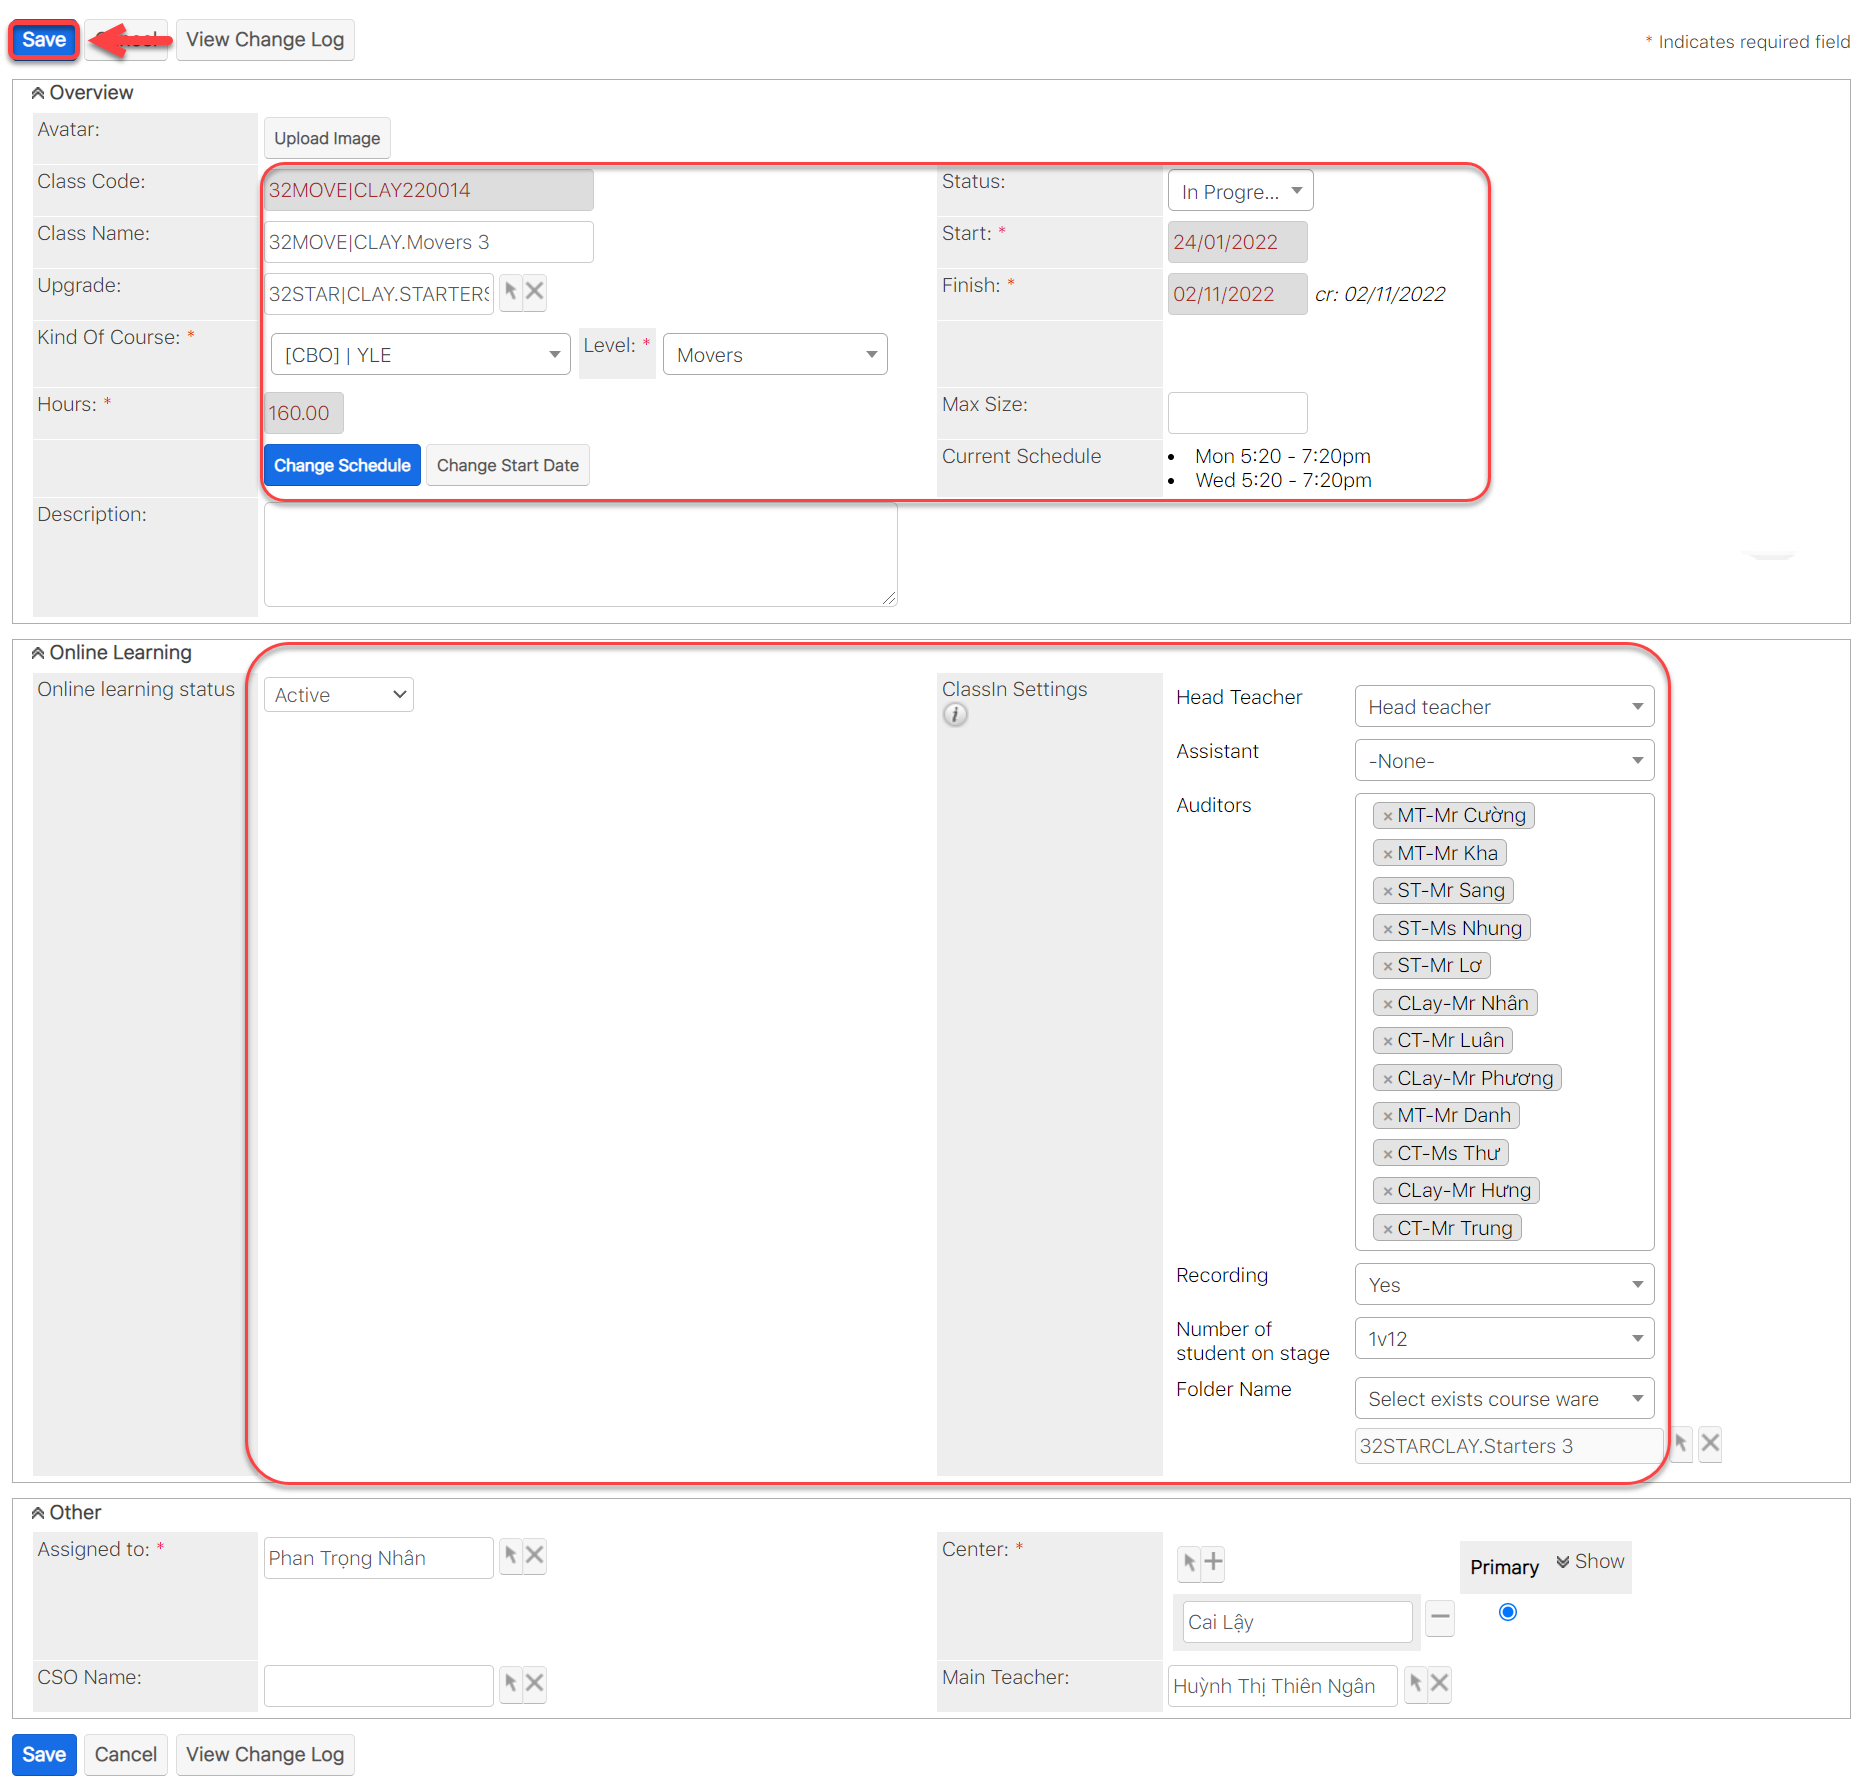 Save Cancel View Change Log
* Indicates required field
Overview
Avatar: Upload Image
Class Code: 32MOVE|CLAY220014 Status: In Progre...
Class Name: 32MOVE|CLAY.Movers 3 Start: * 24/01/2022
Upgrade: 32STAR|CLAY.STARTERS Finish: * 02/11/2022 cr: 02/11/2022
Kind Of Course: * [CBO] | YLE Level: * Movers
Hours: * 160.00 Max Size:
Change Schedule Change Start Date Current Schedule • Mon 5:20 - 7:20pm
• Wed 5:20 - 7:20pm
Description:
Online Learning
Online learning status Active ClassIn Settings
i
Head Teacher Head teacher
Assistant -None-
Auditors
× MT-Mr Cường
× MT-Mr Kha
× ST-Mr Sang
× ST-Ms Nhung
× ST-Mr Lơ
× CLay-Mr Nhân
× CT-Mr Luân
× CLay-Mr Phương
× MT-Mr Danh
× CT-Ms Thư
× CLay-Mr Hưng
× CT-Mr Trung
Recording Yes
Number of
student on stage 1v12
Folder Name Select exists course ware
32STARCLAY.Starters 3
Other
Assigned to: * Phan Trọng Nhân Center: * Primary Show
Cai Lậy
CSO Name: Main Teacher: Huỳnh Thị Thiên Ngân
Save Cancel View Change Log